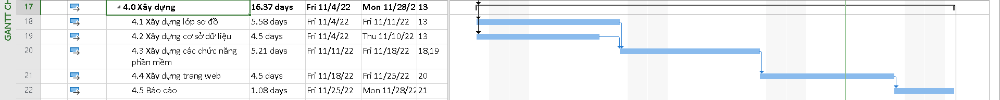 GANTT CH
17 4.0 Xây dựng 16.37 days Fri 11/4/22 Mon 11/28/2 13
18 4.1 Xây dựng lớp sơ đồ 5.58 days Fri 11/4/22 Fri 11/11/22 13
19 4.2 Xây dựng cơ sở dữ liệu 4.5 days Fri 11/4/22 Thu 11/10/22 13
20 4.3 Xây dựng các chức năng 5.21 days Fri 11/11/22 Fri 11/18/22 18,19
phần mềm
21 4.4 Xây dựng trang web 4.5 days Fri 11/18/22 Fri 11/25/22 20
22 4.5 Báo cáo 1.08 days Fri 11/25/22 Mon 11/28/22 21